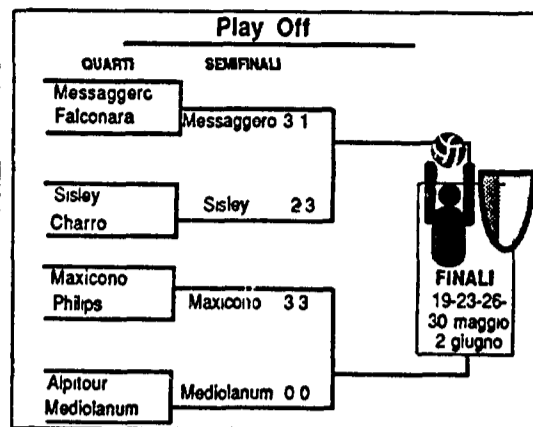 Play Off
QUARTI SEMIFINALI
Messaggerc
Falconara
Messaggero 3 1
Sisley
Charro
Sisley 2 3
Maxicono
Philips
Maxicono 3 3
Alpitour
Mediolanum
Mediolanum 0 0
FINALI
19-23-26-
30 maggio
2 giugno